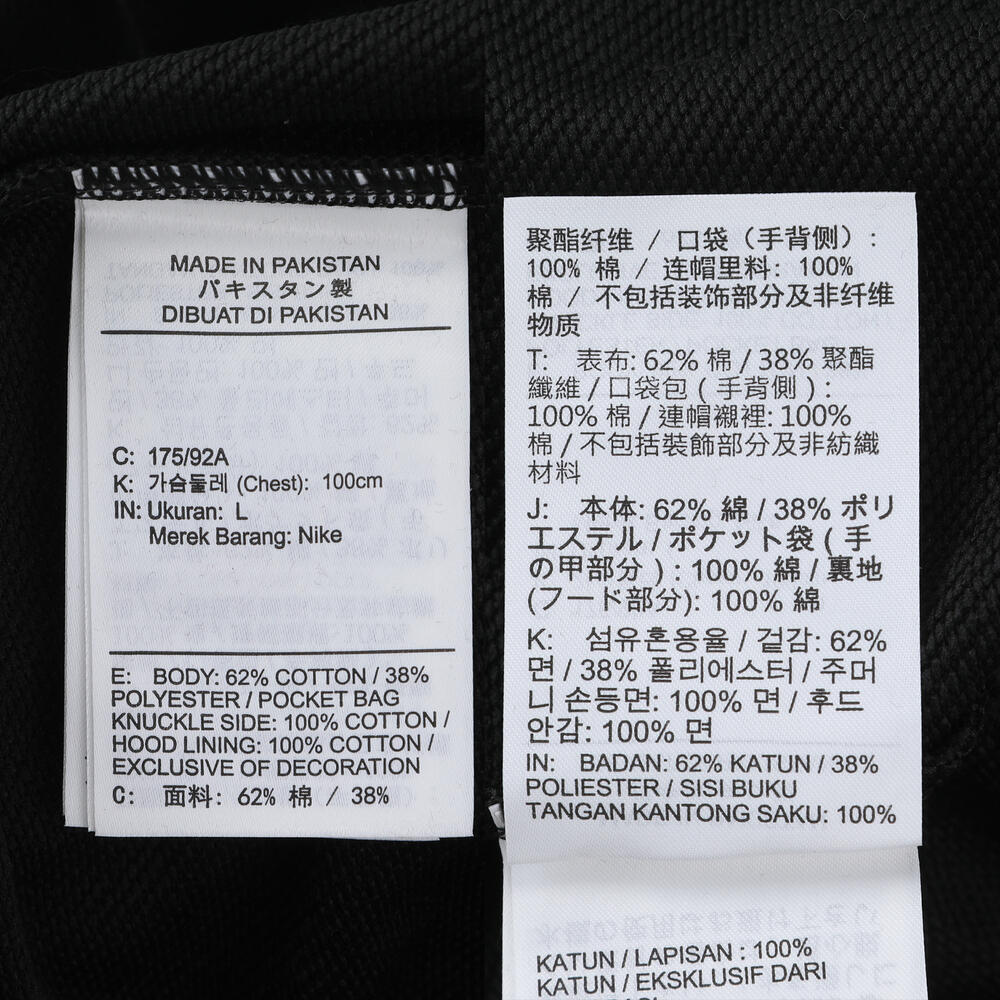 MADE IN PAKISTAN
パキスタン製
DIBUAT DI PAKISTAN
C: 175/92A
K: 가슴둘레 (Chest): 100cm
IN: Ukuran: L
Merek Barang: Nike
E: BODY: 62% COTTON / 38%
POLYESTER / POCKET BAG
KNUCKLE SIDE: 100% COTTON /
HOOD LINING: 100% COTTON /
EXCLUSIVE OF DECORATION
C: 面料: 62% 棉 / 38%
聚酯纤维 / 口袋（手背侧）:
100% 棉 / 连帽里料: 100%
棉 / 不包括装饰部分及非纤维
物质
T: 表布: 62% 棉 / 38% 聚酯
纖維 / 口袋包 ( 手背側 ) :
100% 棉 / 連帽襯裡: 100%
棉 / 不包括裝飾部分及非紡織
材料
J: 本体: 62% 綿 / 38% ポリ
エステル / ポケット袋 ( 手
の甲部分 ) : 100% 綿 / 裏地
(フード部分): 100% 綿
K: 섬유혼용율 / 겉감: 62%
면 / 38% 폴리에스터 / 주머
니 손등면: 100% 면 / 후드
안감: 100% 면
IN: BADAN: 62% KATUN / 38%
POLIESTER / SISI BUKU
TANGAN KANTONG SAKU: 100%
KATUN / LAPISAN : 100%
KATUN / EKSKLUSIF DARI